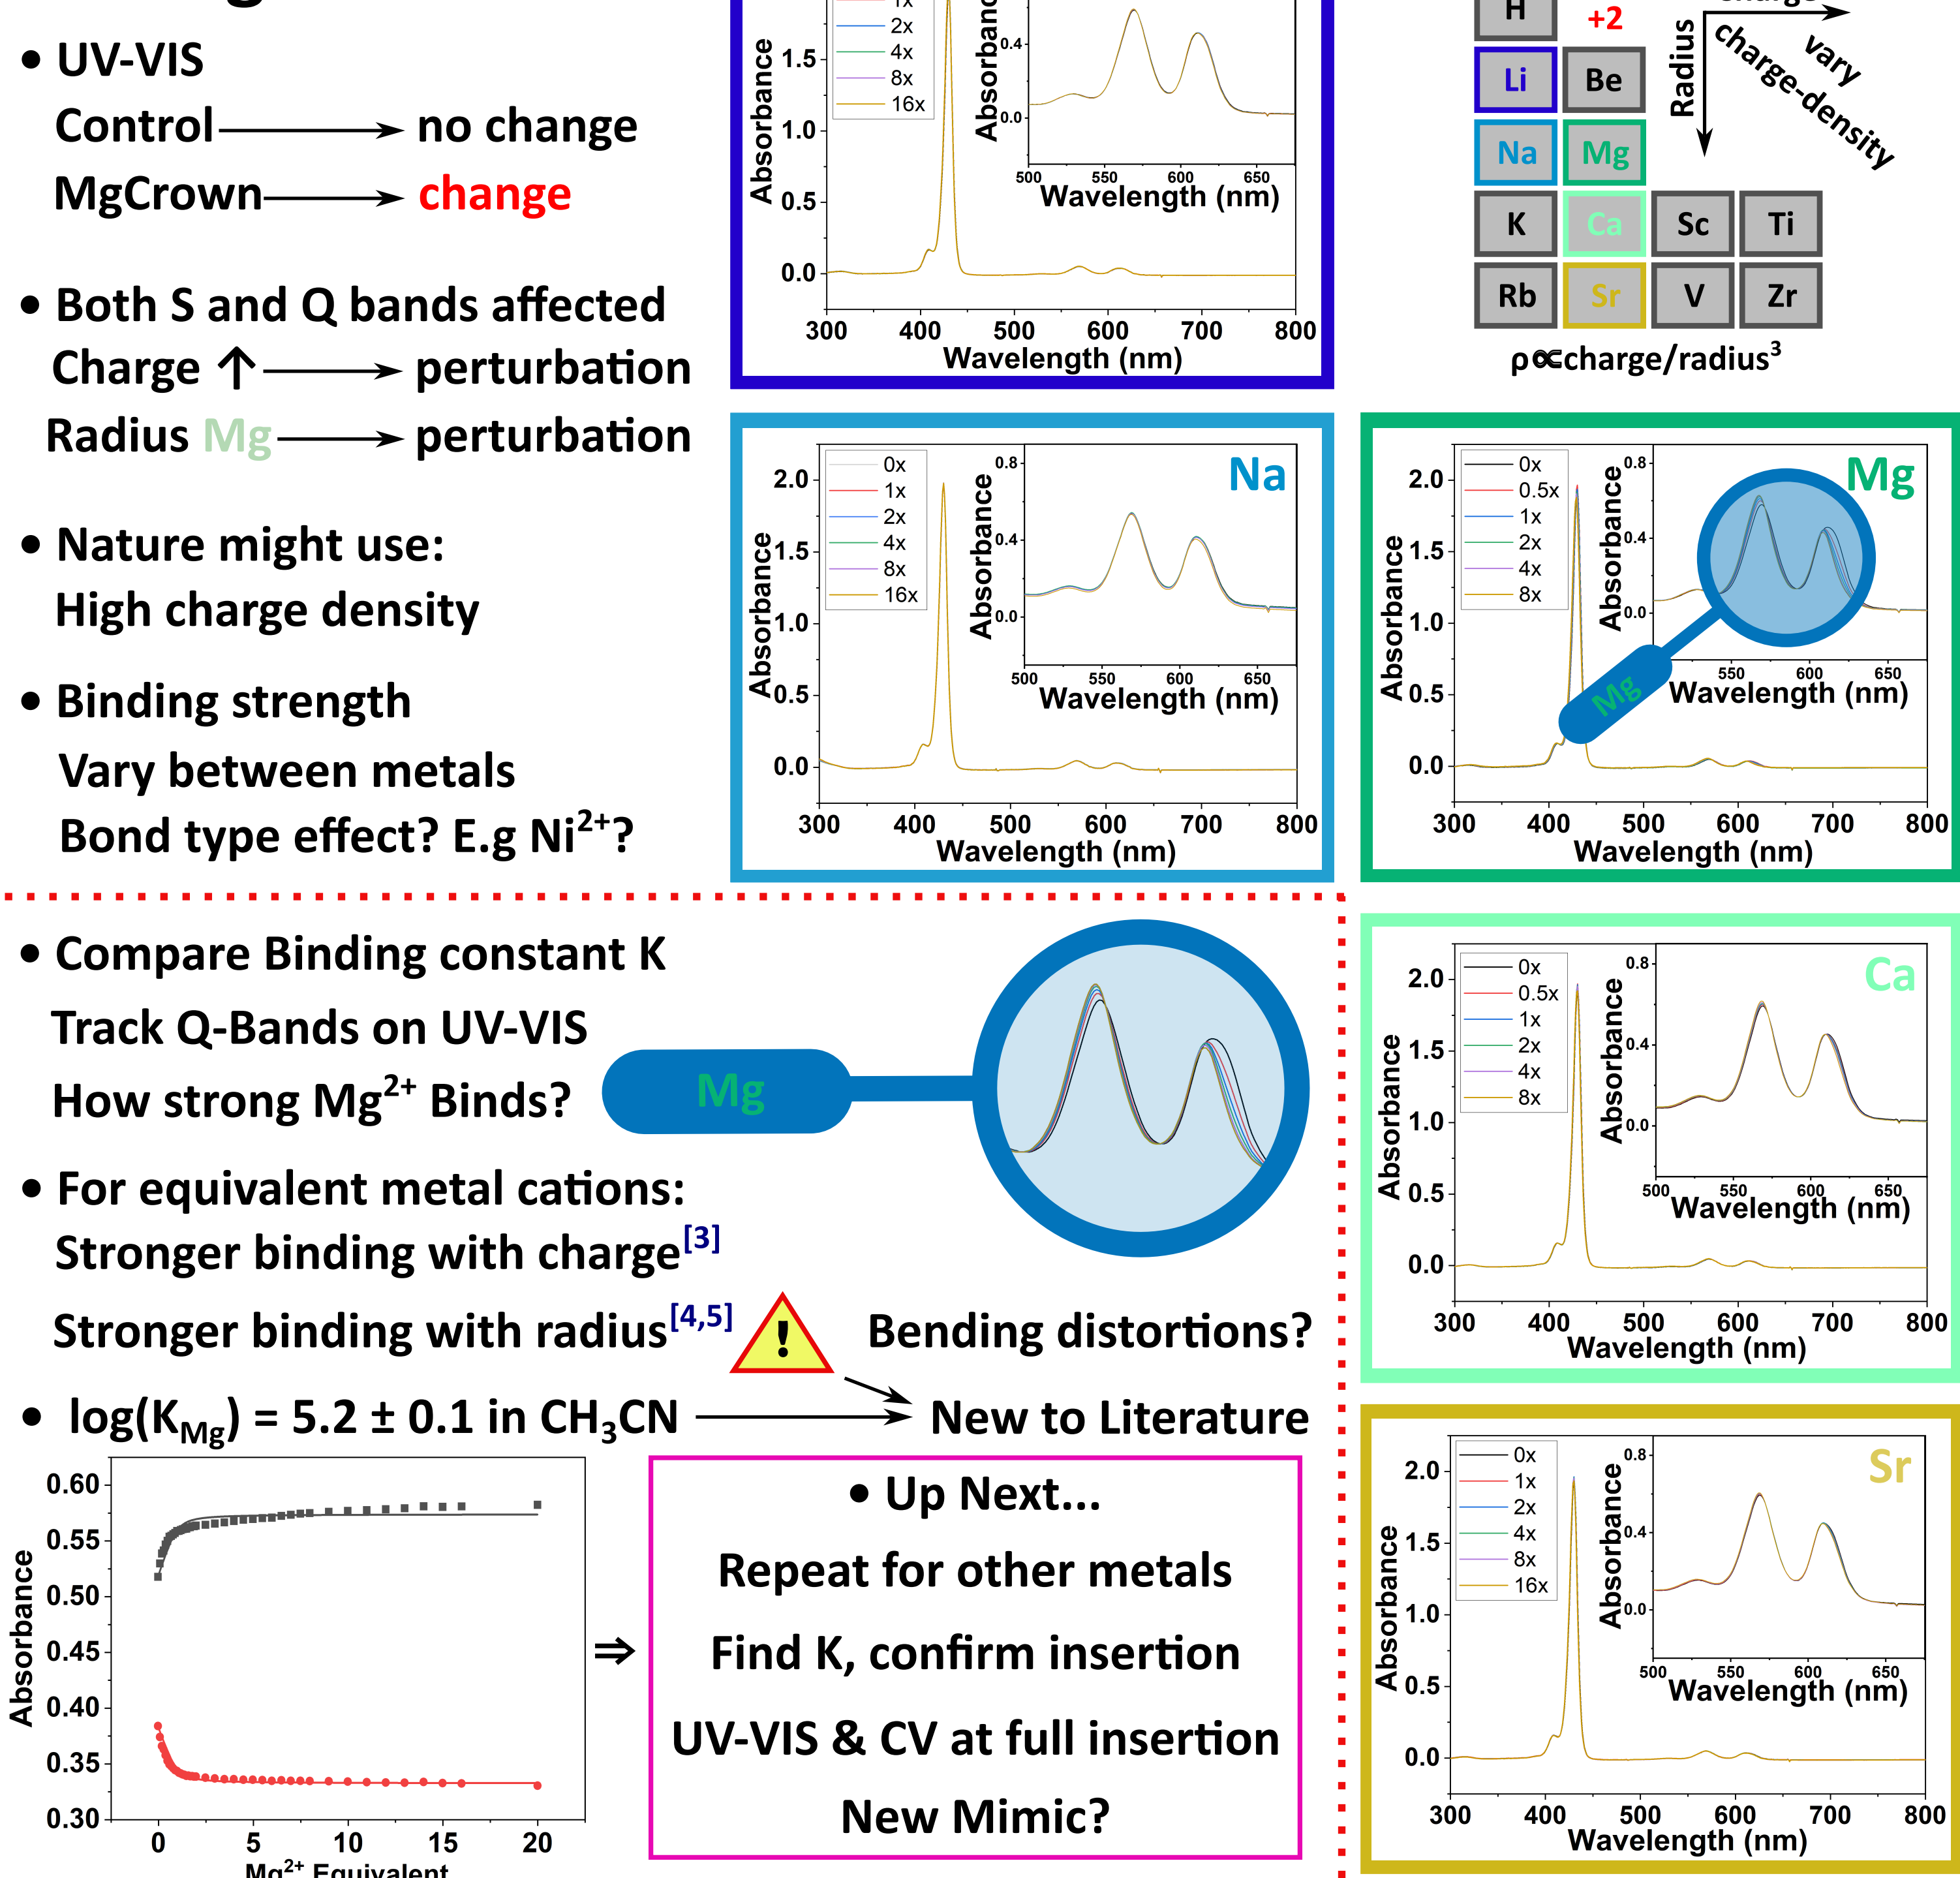 • UV-VIS
Control → no change
MgCrown → change
• Both S and Q bands affected
Charge ↑ → perturbation
Radius Mg → perturbation
• Nature might use:
High charge density
• Binding strength
Vary between metals
Bond type effect? E.g Ni²⁺?
1x
2x
4x
8x
16x
Absorbance
1.5
1.0
0.5
0.0
300 400 500 600 700 800
Wavelength (nm)
Absorbance
0.4
0.0
500 550 600 650
Wavelength (nm)
H +2
Li Be
Na Mg
K Ca Sc Ti
Rb Sr V Zr
Radius
vary
charge-density
ρ∝charge/radius³
Na
0x
1x
2x
4x
8x
16x
Absorbance
2.0
1.5
1.0
0.5
0.0
300 400 500 600 700 800
Wavelength (nm)
Absorbance
0.8
0.4
0.0
500 550 600 650
Wavelength (nm)
Mg
0x
0.5x
1x
2x
4x
8x
Absorbance
2.0
1.5
1.0
0.5
0.0
300 400 500 600 700 800
Wavelength (nm)
Absorbance
0.8
0.4
0.0
550 600 650
Wavelength (nm)
Mg
• Compare Binding constant K
Track Q-Bands on UV-VIS
How strong Mg²⁺ Binds?
Mg
• For equivalent metal cations:
Stronger binding with charge[3]
Stronger binding with radius[4,5]
!
Bending distortions?
• log(K_Mg) = 5.2 ± 0.1 in CH₃CN → New to Literature
Absorbance
0.60
0.55
0.50
0.45
0.40
0.35
0.30
0 5 10 15 20
Mg²⁺ Equivalent
⇒
• Up Next...
Repeat for other metals
Find K, confirm insertion
UV-VIS & CV at full insertion
New Mimic?
Ca
0x
0.5x
1x
2x
4x
8x
Absorbance
2.0
1.5
1.0
0.5
0.0
300 400 500 600 700 800
Wavelength (nm)
Absorbance
0.8
0.4
0.0
500 550 600 650
Wavelength (nm)
Sr
0x
1x
2x
4x
8x
16x
Absorbance
2.0
1.5
1.0
0.5
0.0
300 400 500 600 700 800
Wavelength (nm)
Absorbance
0.8
0.4
0.0
500 550 600 650
Wavelength (nm)